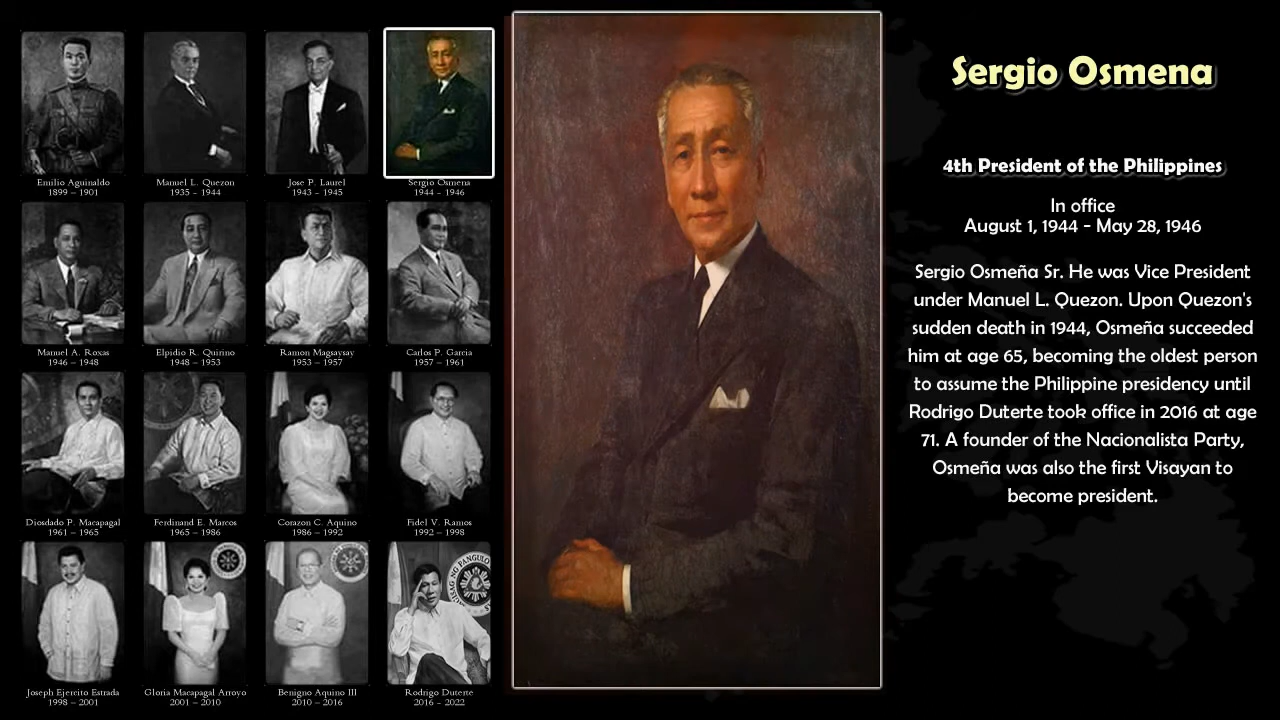 Emilio Aguinaldo
1899 – 1901
Manuel L. Quezon
1935 - 1944
Jose P. Laurel
1943 - 1945
Sergio Osmena
1944 - 1946
Manuel A. Roxas
1946 – 1948
Elpidio R. Quirino
1948 – 1953
Ramon Magsaysay
1953 – 1957
Carlos P. Garcia
1957 – 1961
Diosdado P. Macapagal
1961 – 1965
Ferdinand E. Marcos
1965 – 1986
Corazon C. Aquino
1986 – 1992
Fidel V. Ramos
1992 – 1998
Joseph Ejercito Estrada
1998 – 2001
Gloria Macapagal Arroyo
2001 – 2010
Benigno Aquino III
2010 – 2016
NG PANGULO
Rodrigo Duterte
2016 - 2022
Sergio Osmena
4th President of the Philippines
In office
August 1, 1944 - May 28, 1946
Sergio Osmeña Sr. He was Vice President
under Manuel L. Quezon. Upon Quezon's
sudden death in 1944, Osmeña succeeded
him at age 65, becoming the oldest person
to assume the Philippine presidency until
Rodrigo Duterte took office in 2016 at age
71. A founder of the Nacionalista Party,
Osmeña was also the first Visayan to
become president.